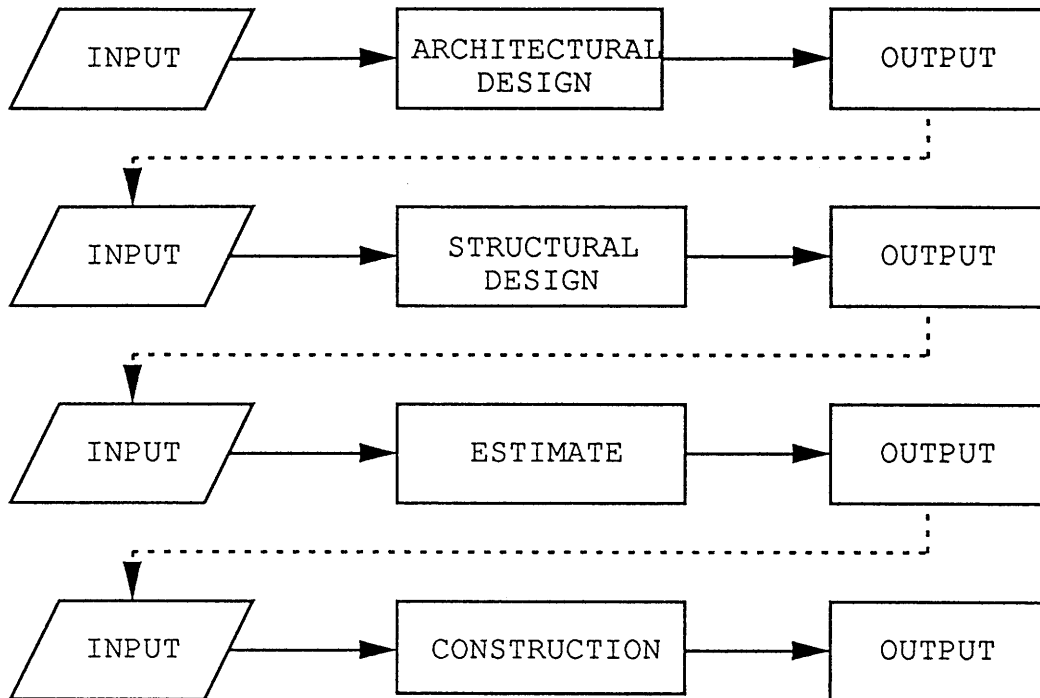 INPUT
ARCHITECTURAL
DESIGN
OUTPUT
INPUT
STRUCTURAL
DESIGN
OUTPUT
INPUT
ESTIMATE
OUTPUT
INPUT
CONSTRUCTION
OUTPUT